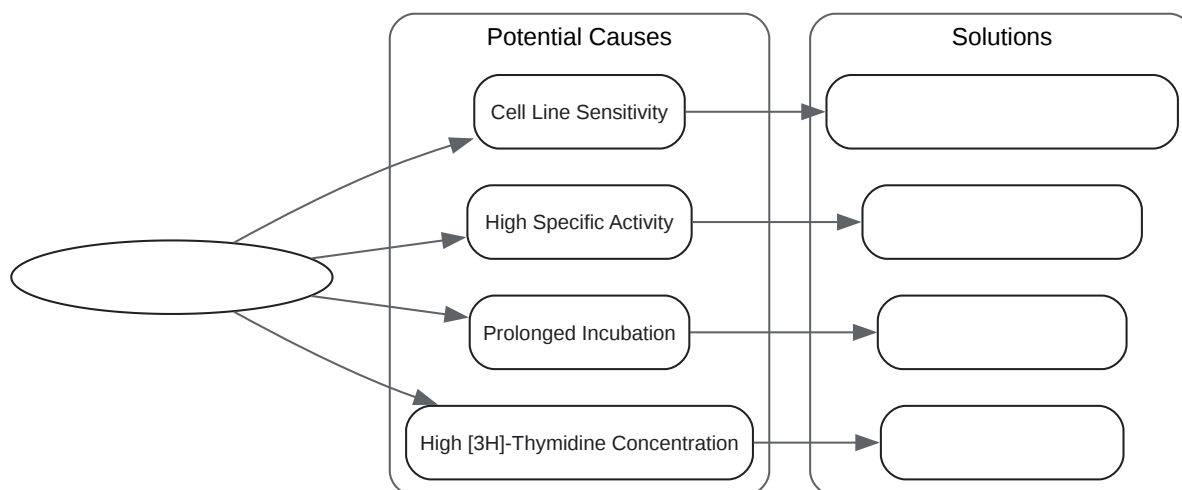 Potential Causes
Solutions
Cell Line Sensitivity
High Specific Activity
Prolonged Incubation
High [3H]-Thymidine Concentration